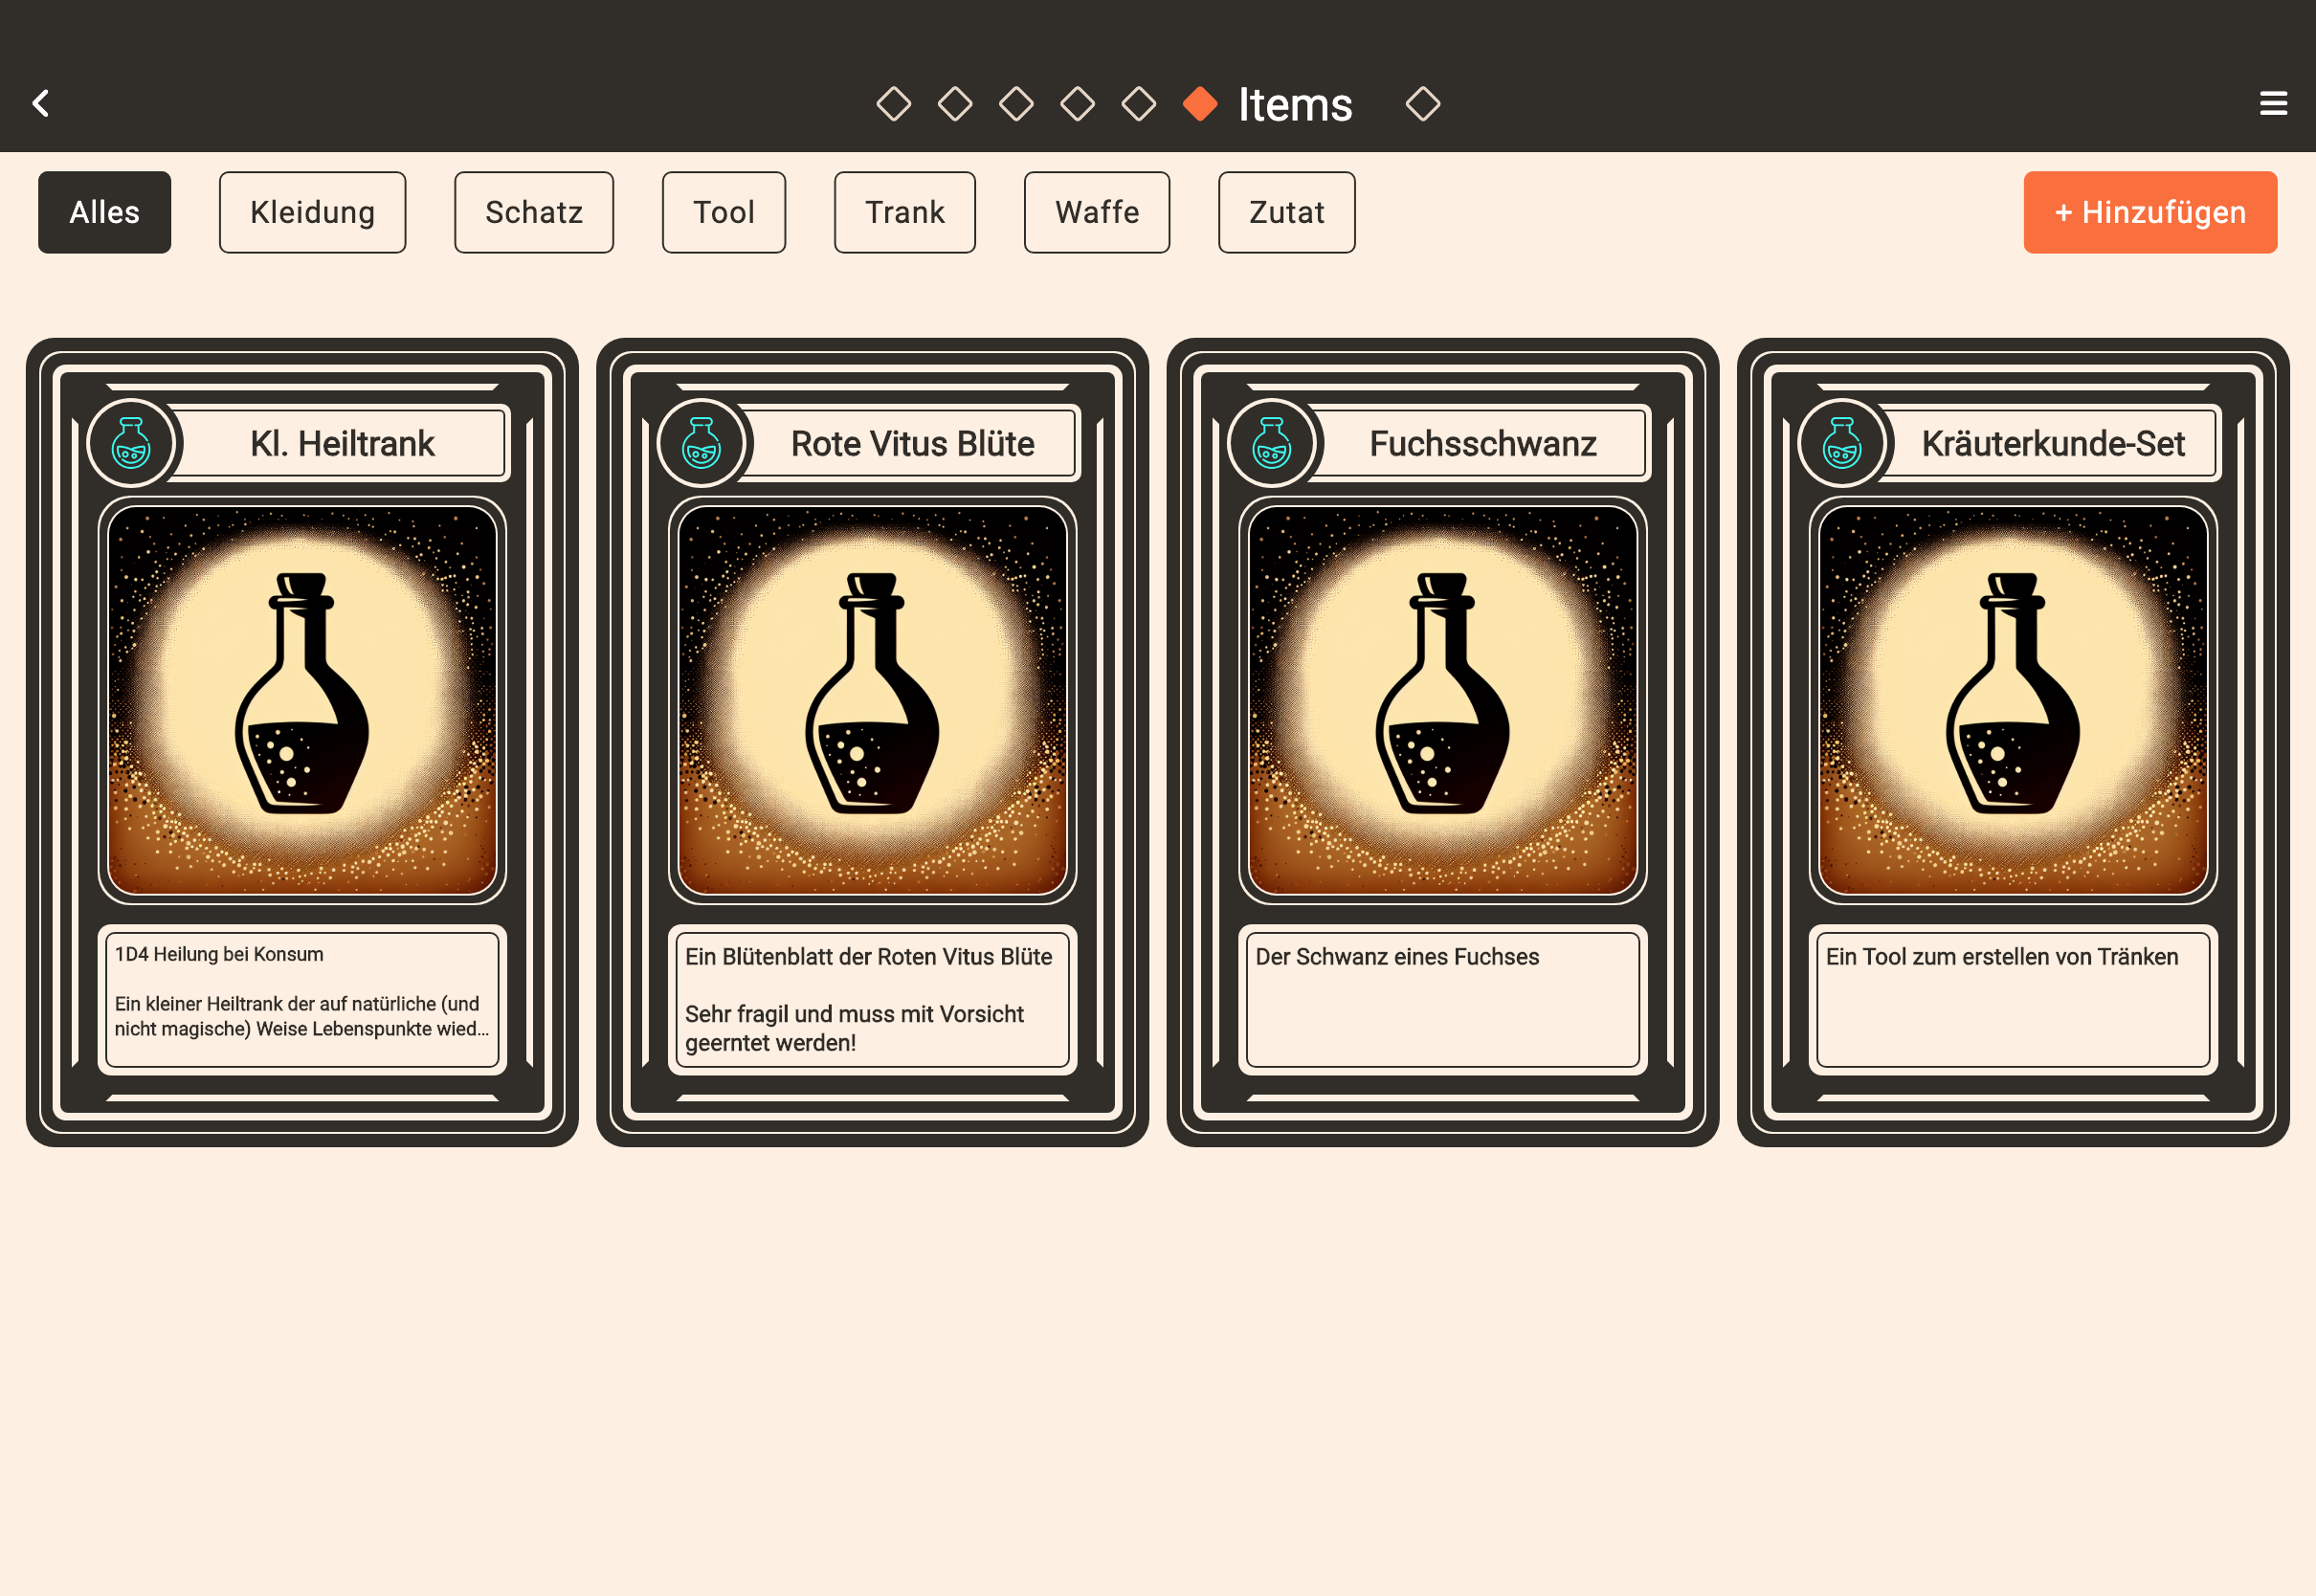 Items
Alles
Kleidung
Schatz
Tool
Trank
Waffe
Zutat
+ Hinzufügen
Kl. Heiltrank
1D4 Heilung bei Konsum
Ein kleiner Heiltrank der auf natürliche (und
nicht magische) Weise Lebenspunkte wied...
Rote Vitus Blüte
Ein Blütenblatt der Roten Vitus Blüte
Sehr fragil und muss mit Vorsicht
geerntet werden!
Fuchsschwanz
Der Schwanz eines Fuchses
Kräuterkunde-Set
Ein Tool zum erstellen von Tränken